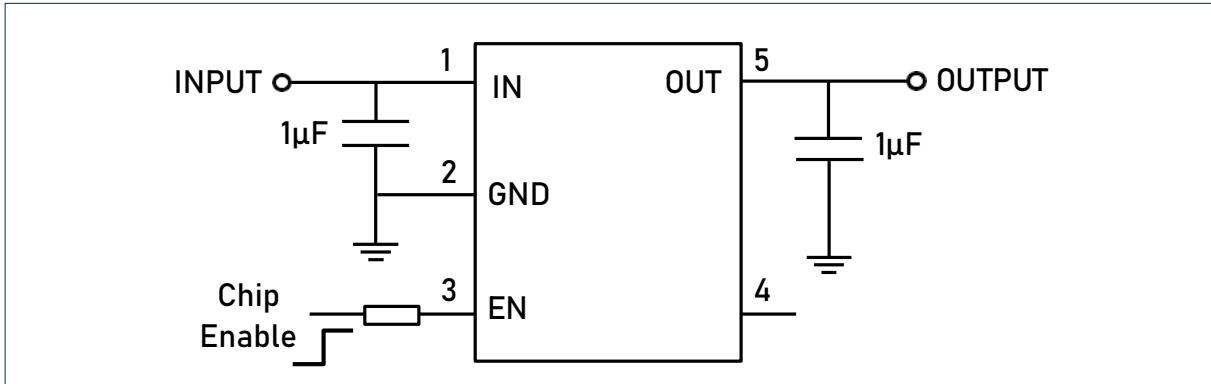 INPUT
1
IN
1µF
2
GND
Chip
Enable
3
EN
OUT
5
OUTPUT
1µF
4